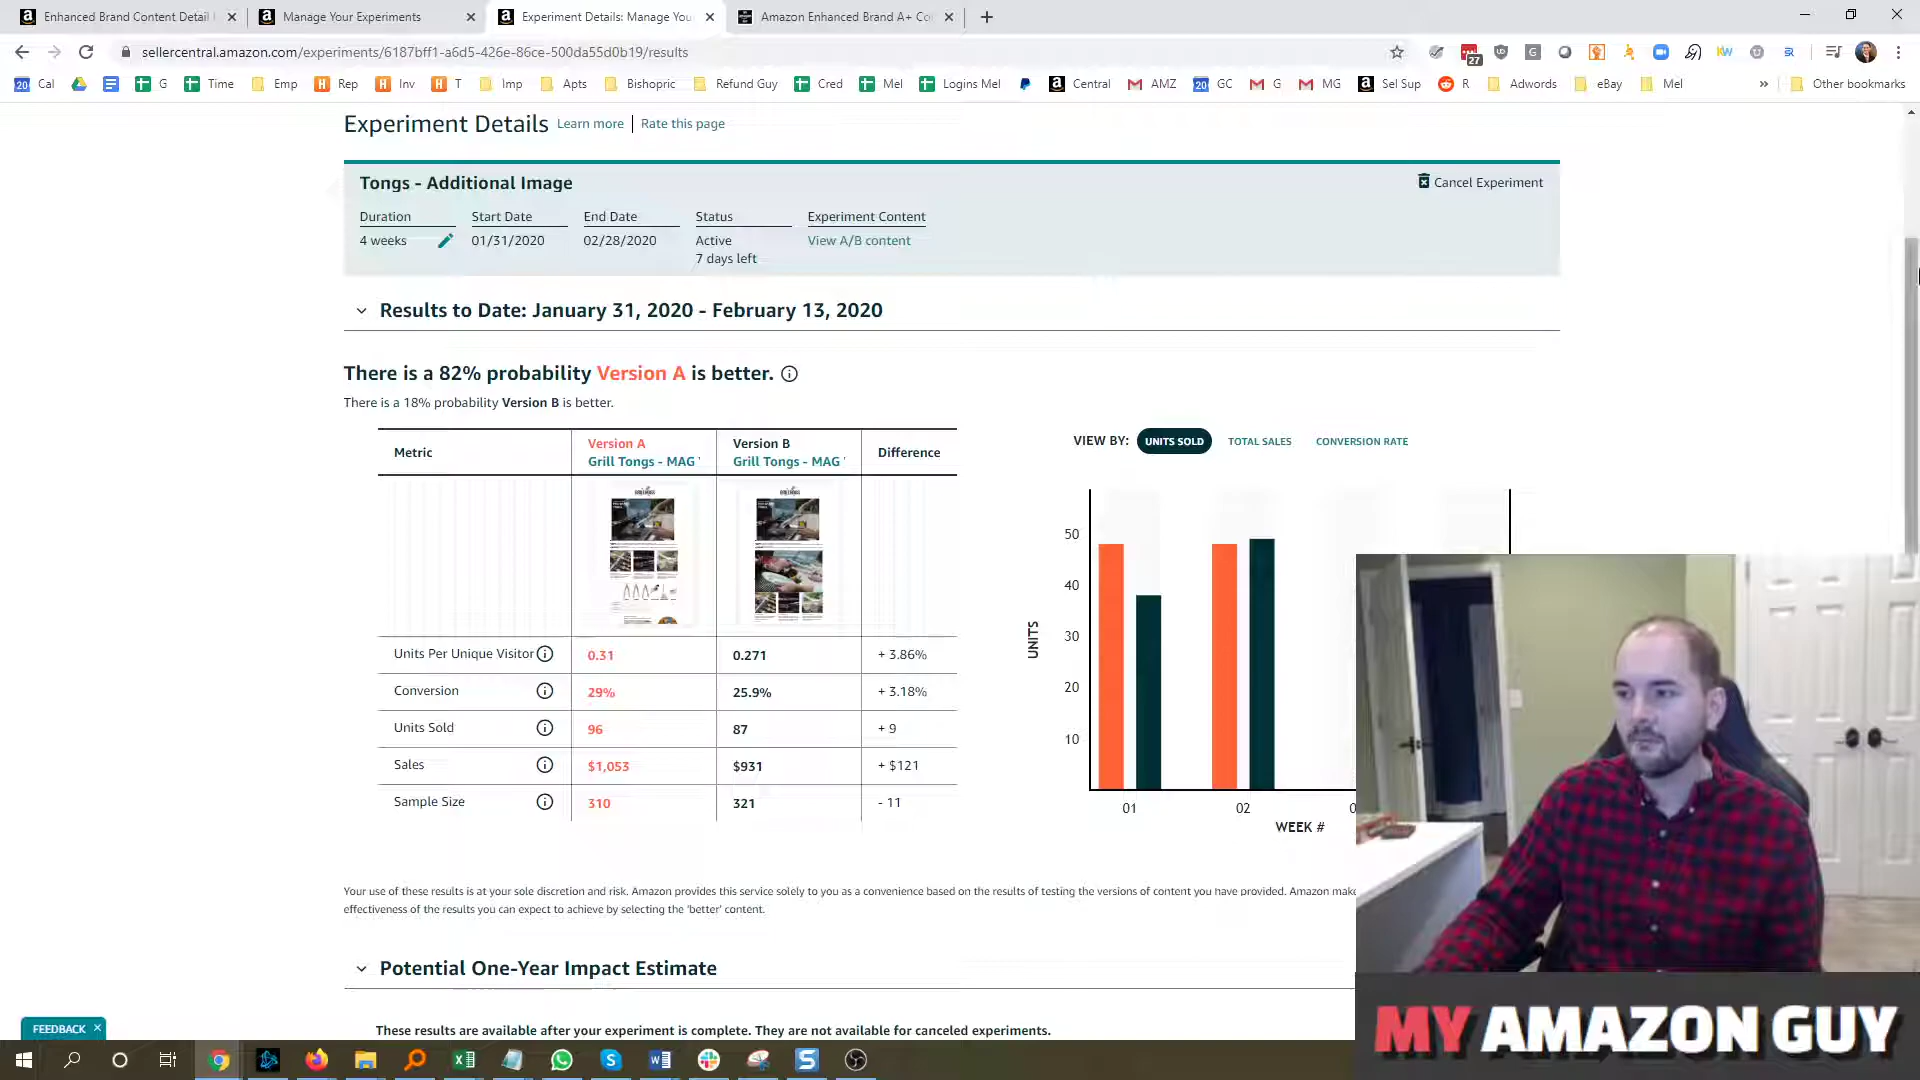 Enhanced Brand Content Detail
Manage Your Experiments
Experiment Details: Manage You
Amazon Enhanced Brand A+ Co
sellercentral.amazon.com/experiments/6187bff1-a6d5-426e-86ce-500da55d0b19/results
27
20 Cal G Time Emp Rep Inv T Imp Apts Bishopric Refund Guy Cred Mel Logins Mel Central AMZ 20 GC G MG Sel Sup R Adwords eBay Mel » Other bookmarks
Experiment Details Learn more | Rate this page
Tongs - Additional Image
Cancel Experiment
Duration Start Date End Date Status Experiment Content
4 weeks 01/31/2020 02/28/2020 Active View A/B content
7 days left
Results to Date: January 31, 2020 - February 13, 2020
There is a 82% probability Version A is better.
There is a 18% probability Version B is better.
Metric Version A Version B Difference
Grill Tongs - MAG Grill Tongs - MAG
Units Per Unique Visitor 0.31 0.271 + 3.86%
Conversion 29% 25.9% + 3.18%
Units Sold 96 87 + 9
Sales $1,053 $931 + $121
Sample Size 310 321 - 11
VIEW BY: UNITS SOLD TOTAL SALES CONVERSION RATE
50
40
30
20
10
UNITS
01 02 0
WEEK #
Your use of these results is at your sole discretion and risk. Amazon provides this service solely to you as a convenience based on the results of testing the versions of content you have provided. Amazon make
effectiveness of the results you can expect to achieve by selecting the 'better' content.
Potential One-Year Impact Estimate
These results are available after your experiment is complete. They are not available for canceled experiments.
FEEDBACK ×
MY AMAZON GUY